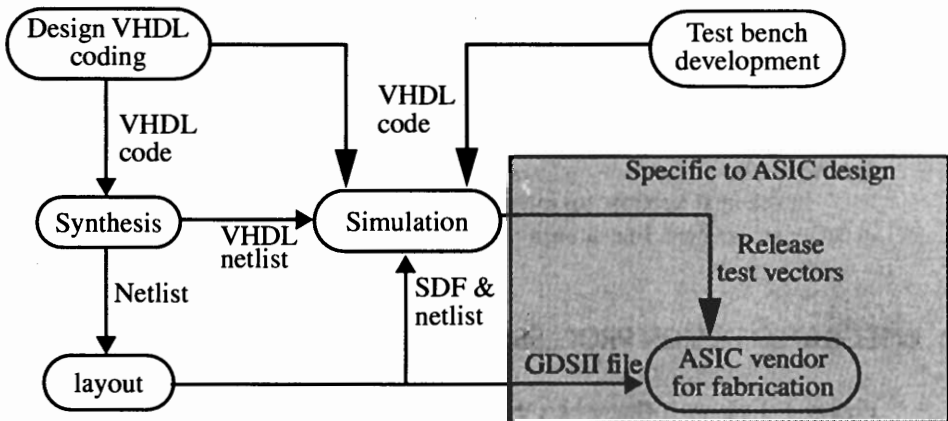 Design VHDL
coding
Test bench
development
VHDL
code
VHDL
code
Specific to ASIC design
Synthesis
Simulation
VHDL
netlist
Release
test vectors
Netlist
SDF &
netlist
layout
GDSII file
ASIC vendor
for fabrication